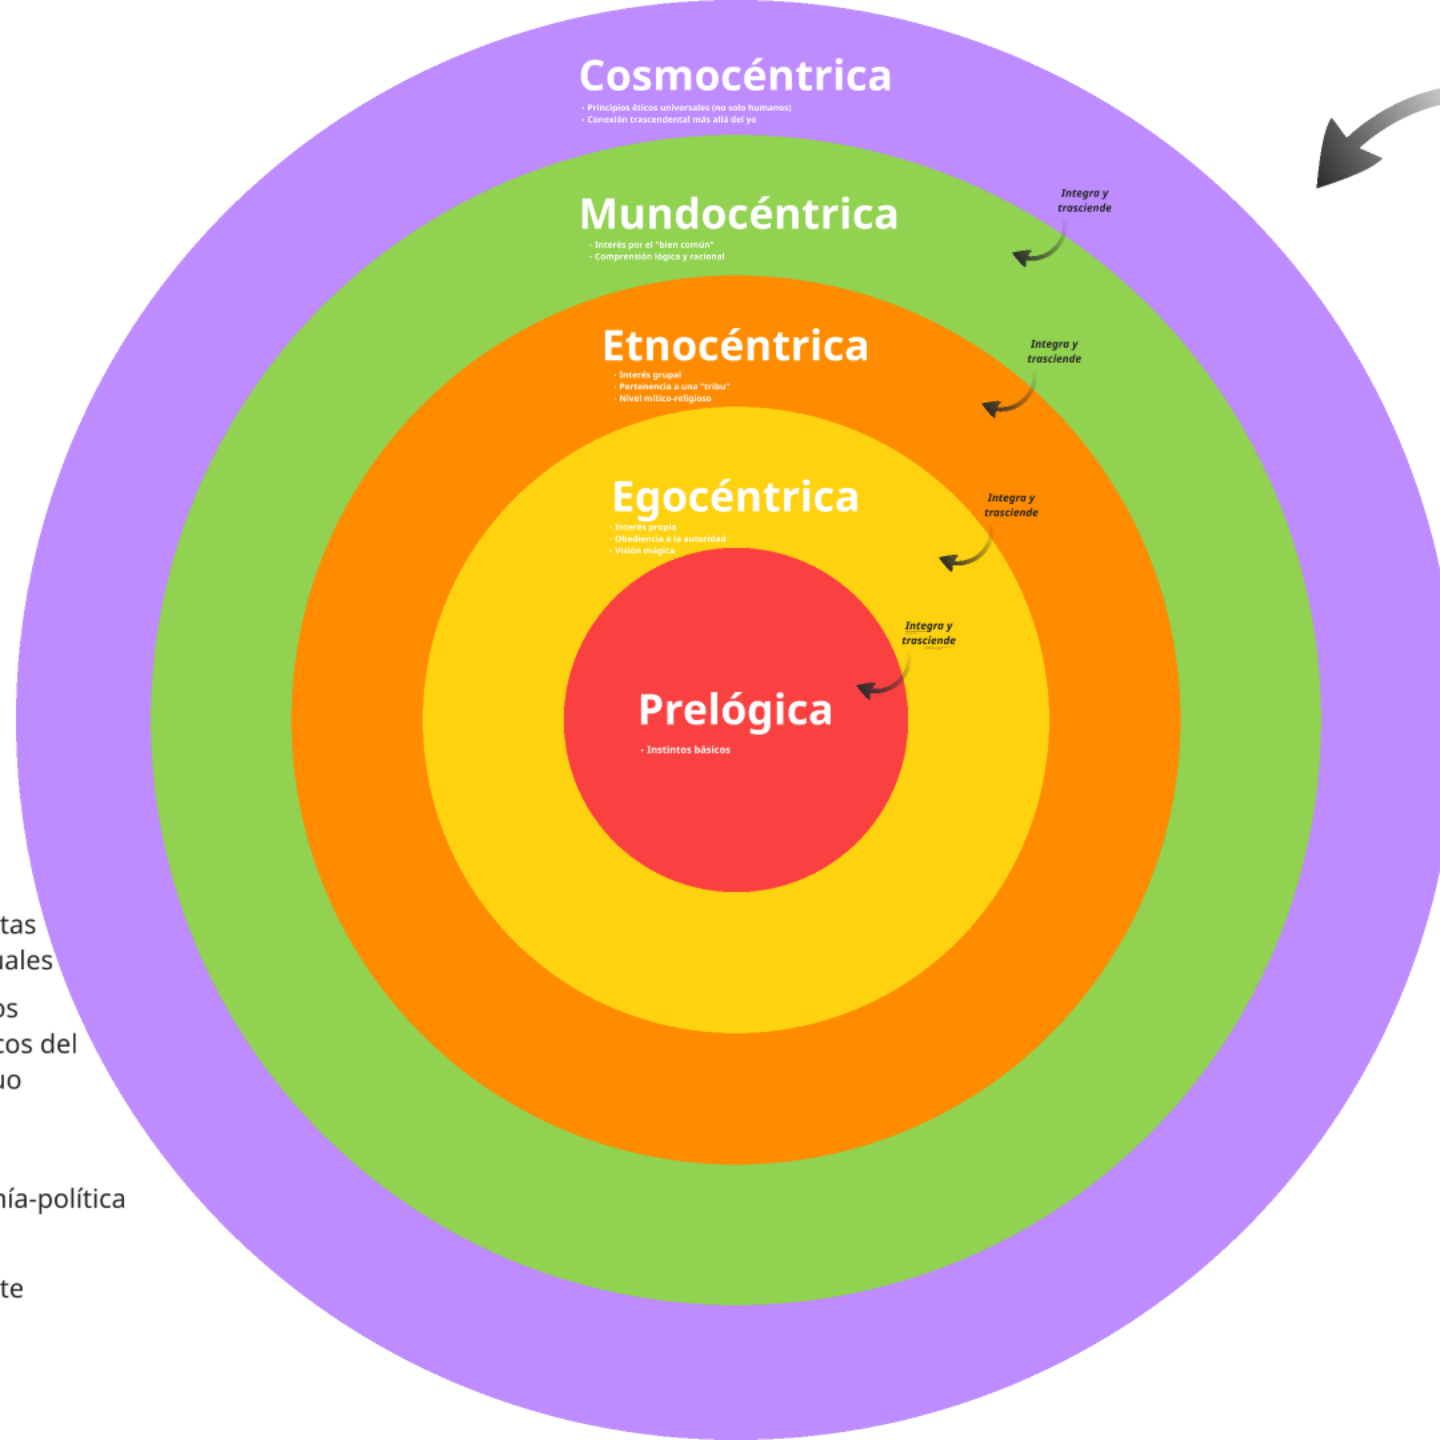 Cosmocéntrica
- Principios éticos universales (no solo humanos)
- Conexión trascendental más allá del yo
Integra y
trasciende
Mundocéntrica
- Interés por el "bien común"
- Comprensión lógica y racional
Integra y
trasciende
Etnocéntrica
- Interés grupal
- Pertenencia a una "tribu"
- Nivel mítico-religioso
Integra y
trasciende
Egocéntrica
- Interés propio
- Obediencia a la autoridad
- Visión mágica
Integra y
trasciende
Prelógica
- Instintos básicos
tas
uales
os
cos del
uo
nía-política
te